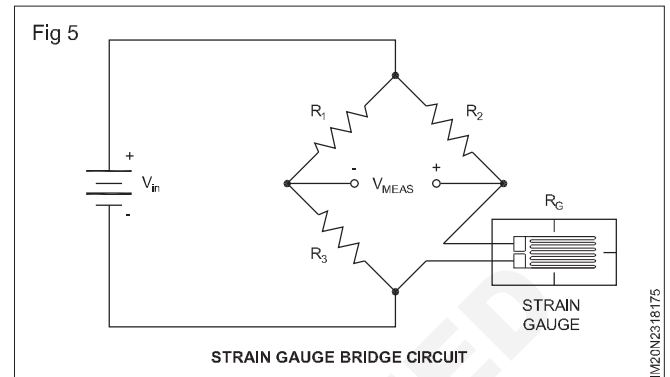 Fig 5
R1
R2
+
Vin
-
-
VMEAS
+
RG
R3
STRAIN
GAUGE
STRAIN GAUGE BRIDGE CIRCUIT
IM20N2318175